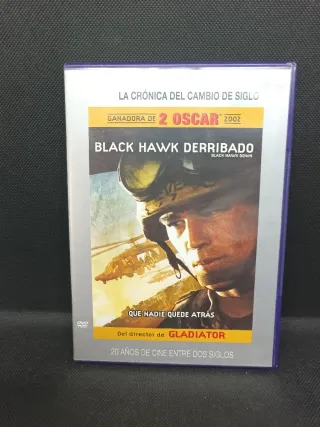 LA CRÓNICA DEL CAMBIO DE SIGLO
GANADORA DE 2 OSCAR 2002
BLACK HAWK DERRIBADO
BLACK HAWK DOWN
QUE NADIE QUEDE ATRÁS
Del director de GLADIATOR
20 AÑOS DE CINE ENTRE DOS SIGLOS